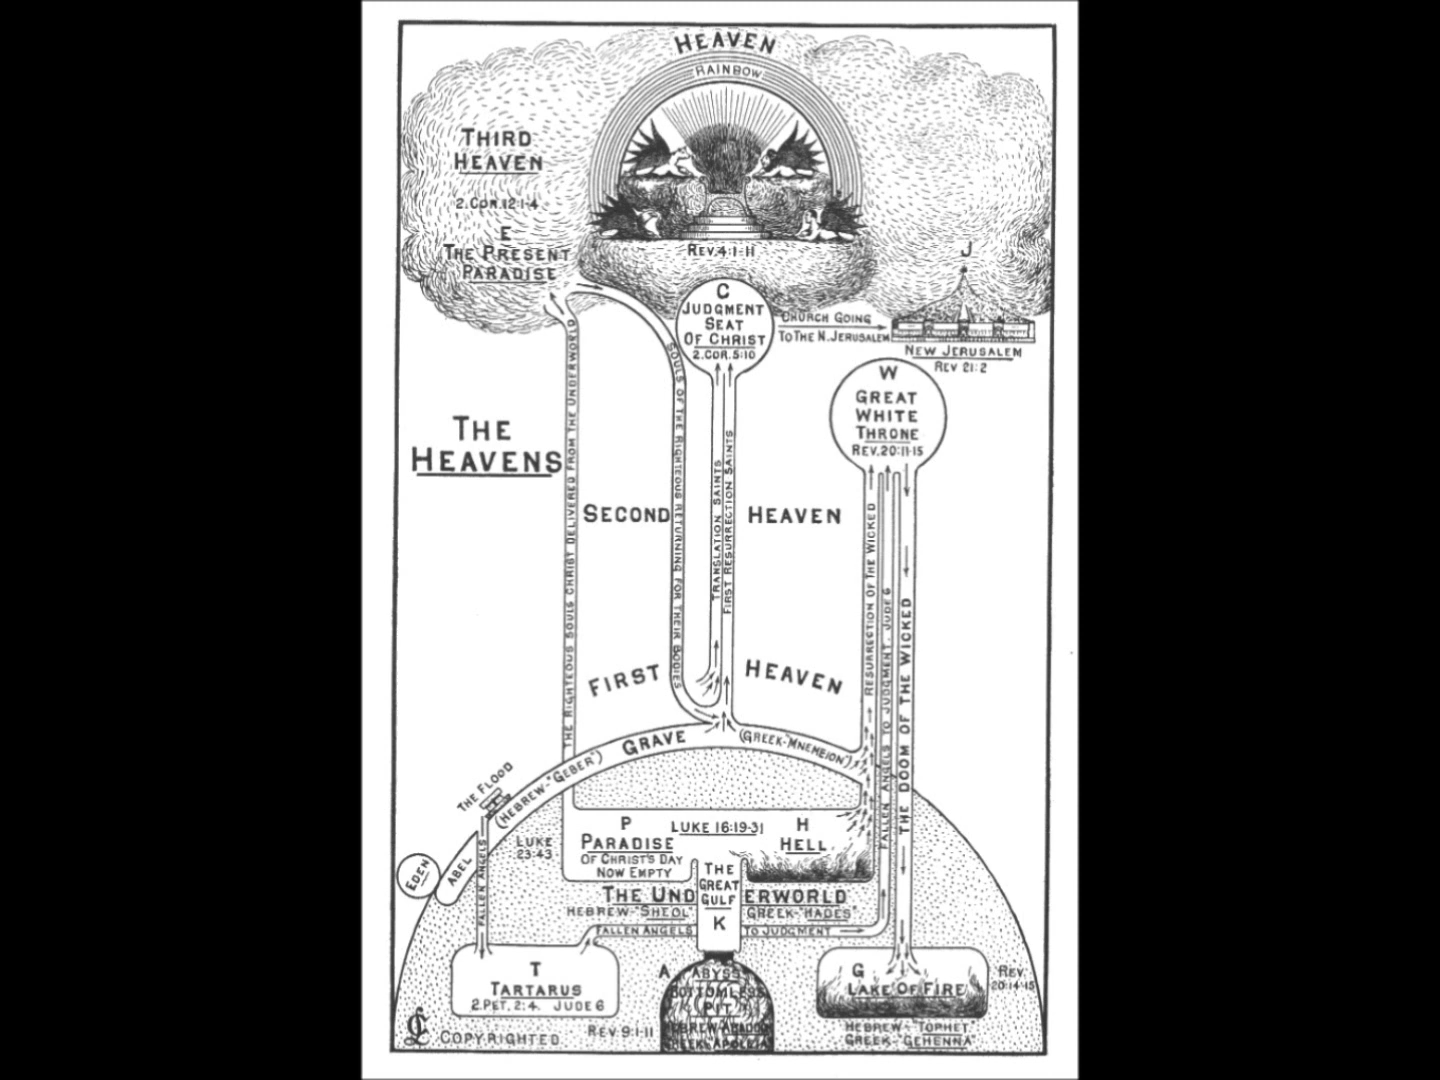 HEAVEN
RAINBOW
THIRD
HEAVEN
2.COR.12:1-4
E
THE PRESENT
PARADISE
REV.4:1-11
J
C
JUDGMENT
SEAT
OF CHRIST
2.COR.5:10
CHURCH GOING
TO THE N.JERUSALEM
NEW JERUSALEM
REV 21:2
W
GREAT
WHITE
THRONE
REV.20:11-15
THE
HEAVENS
SECOND
HEAVEN
FIRST
HEAVEN
THE RIGHTEOUS SOULS CHRIST DELIVERED FROM THE UNDERWORLD
SOULS OF THE RIGHTEOUS RETURNING FOR THEIR BODIES
TRANSLATION SAINTS
FIRST RESURRECTION SAINTS
RESURRECTION OF THE WICKED
FALLEN ANGELS TO JUDGMENT. JUDE 6
THE DOOM OF THE WICKED
EDEN
ABEL
THE FLOOD
(HEBREW-"GEBER")
GRAVE
(GREEK-"MNEMEION")
FALLEN ANGELS
LUKE
23:43
P
PARADISE
OF CHRIST'S DAY
NOW EMPTY
LUKE 16:19-31
H
HELL
THE
GREAT
GULF
K
THE UNDERWORLD
HEBREW-"SHEOL"
GREEK-"HADES"
FALLEN ANGELS
TO JUDGMENT
T
TARTARUS
2.PET. 2:4. JUDE 6
A
ABYSS
BOTTOMLESS
PIT
REV.9:1-11
G
LAKE OF FIRE
REV.
20:14-15
HEBREW-"TOPHET"
GREEK-"GEHENNA"
CL
COPYRIGHTED